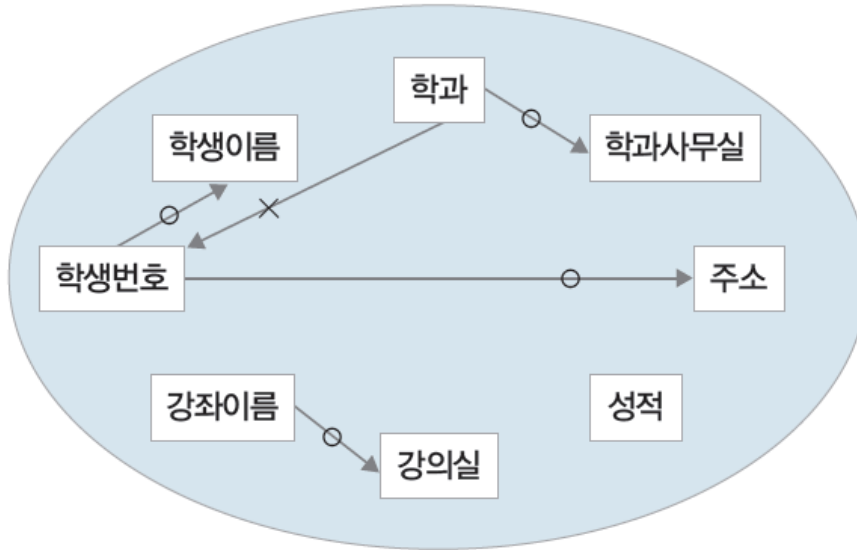 학과
학생이름
학과사무실
학생번호
주소
강좌이름
성적
강의실